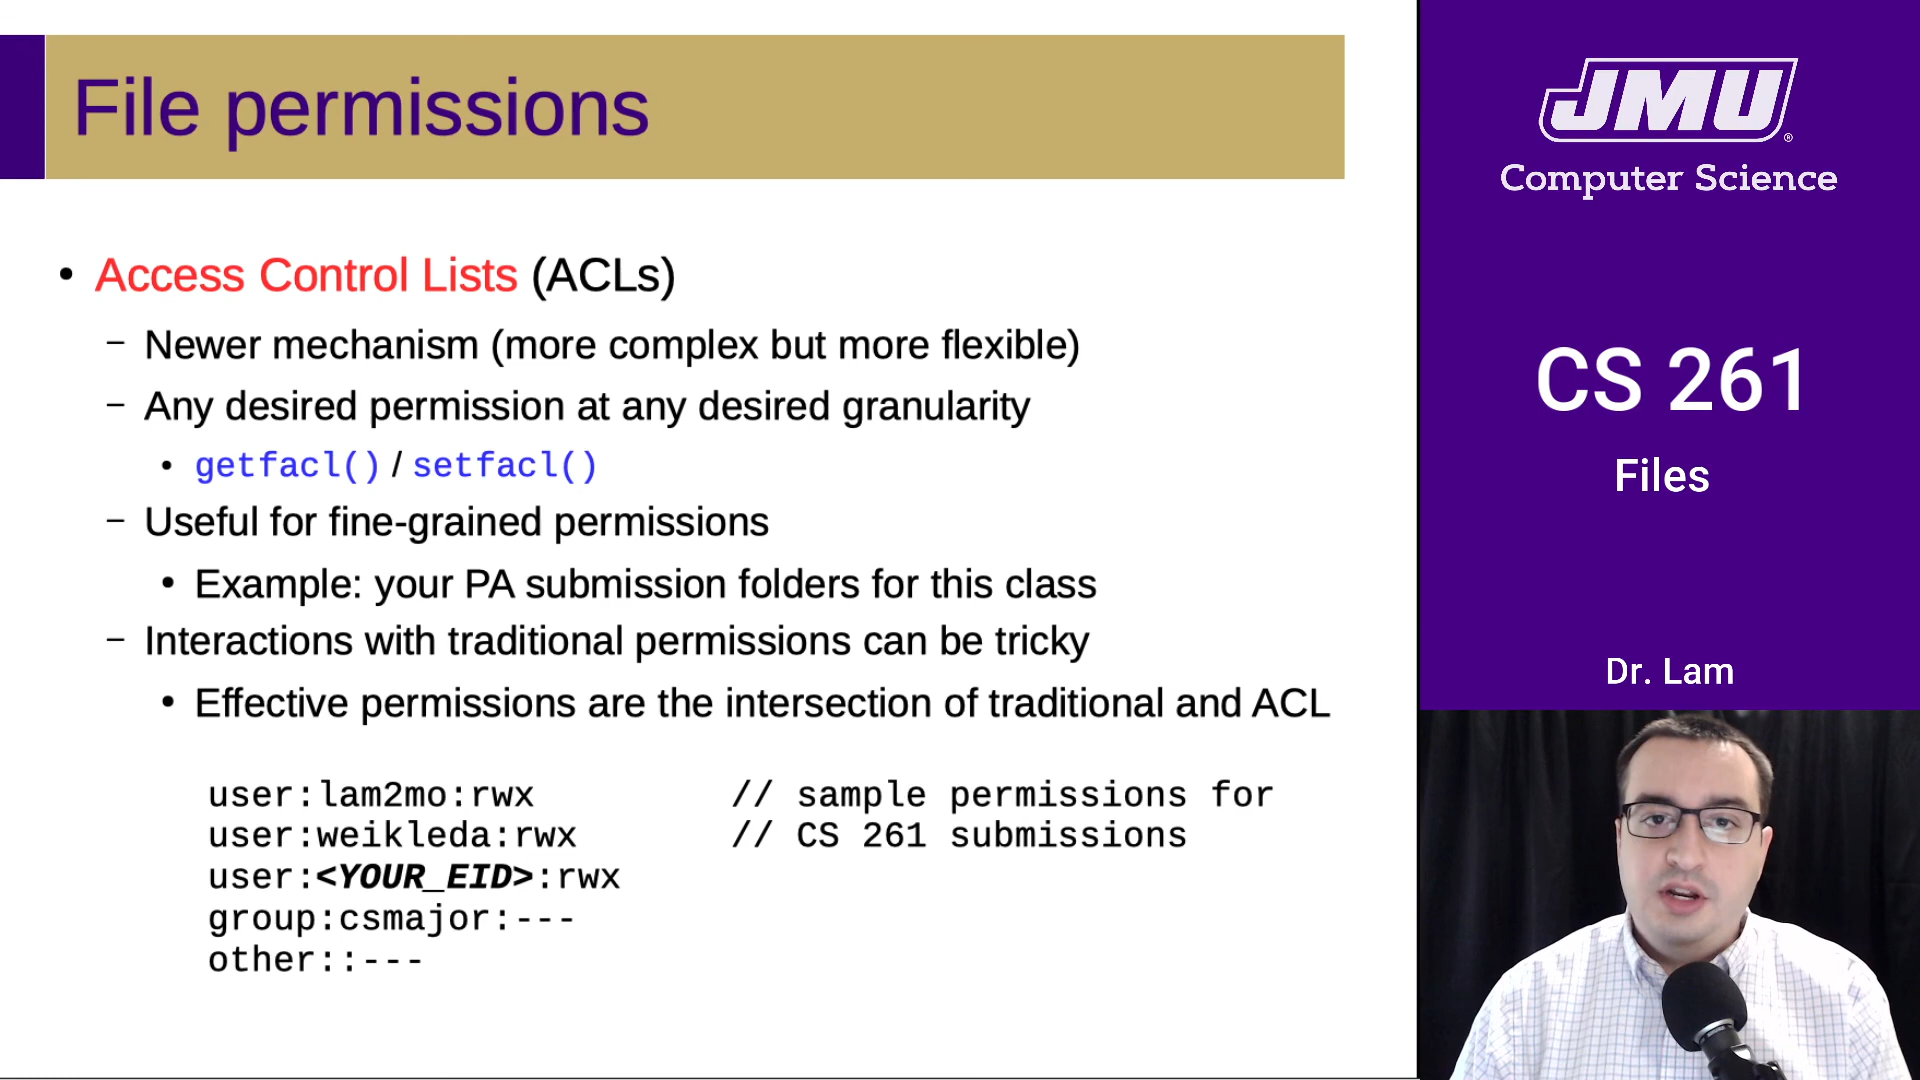 File permissions
• Access Control Lists (ACLs)
– Newer mechanism (more complex but more flexible)
– Any desired permission at any desired granularity
• getfacl() / setfacl()
– Useful for fine-grained permissions
• Example: your PA submission folders for this class
– Interactions with traditional permissions can be tricky
• Effective permissions are the intersection of traditional and ACL
user:lam2mo:rwx // sample permissions for
user:weikleda:rwx // CS 261 submissions
user:<YOUR_EID>:rwx
group:csmajor:---
other::---
JMU®
Computer Science
CS 261
Files
Dr. Lam